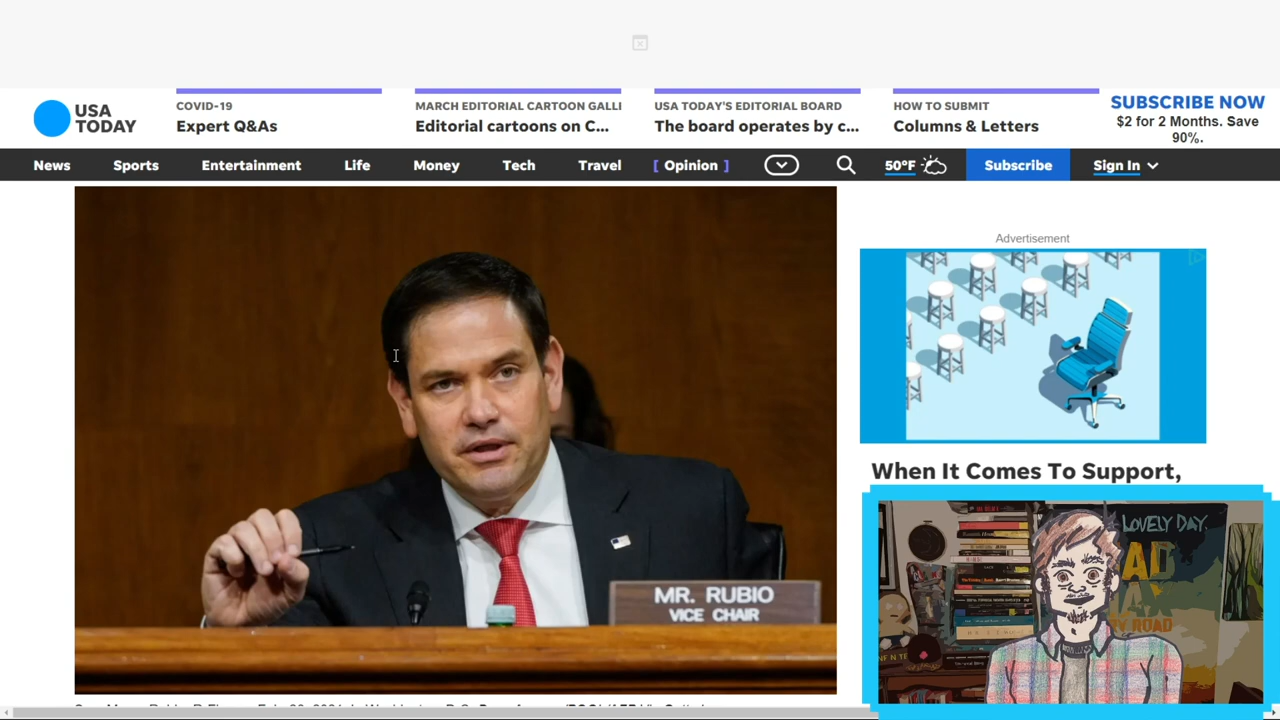 COVID-19
Expert Q&As
MARCH EDITORIAL CARTOON GALLI
Editorial cartoons on C...
USA TODAY'S EDITORIAL BOARD
The board operates by c...
HOW TO SUBMIT
Columns & Letters
SUBSCRIBE NOW
$2 for 2 Months. Save
90%.
USA
TODAY
News Sports Entertainment Life Money Tech Travel [ Opinion ] 50°F Subscribe Sign In
Advertisement
When It Comes To Support,
MR. RUBIO
VICE CHAIR
LOVELY DAY.
AD
ROAD